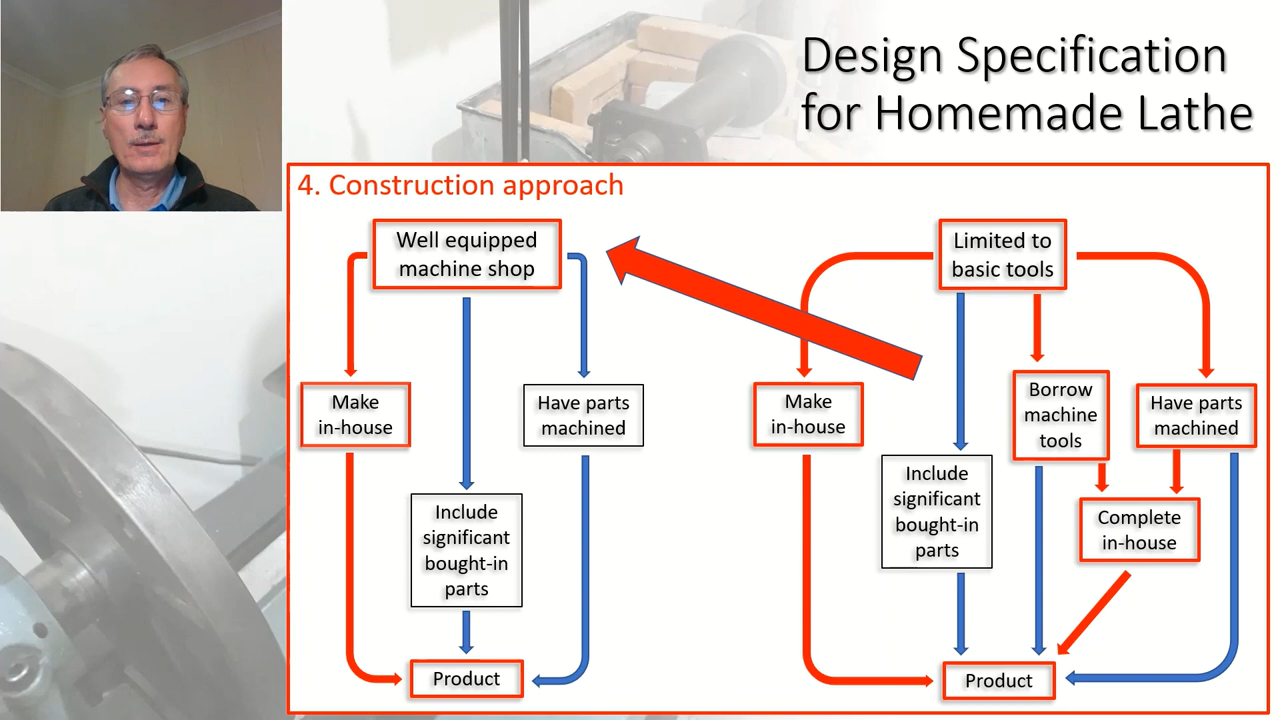 Design Specification
for Homemade Lathe
4. Construction approach
Well equipped
machine shop
Make
in-house
Have parts
machined
Include
significant
bought-in
parts
Product
Limited to
basic tools
Make
in-house
Include
significant
bought-in
parts
Borrow
machine
tools
Have parts
machined
Complete
in-house
Product